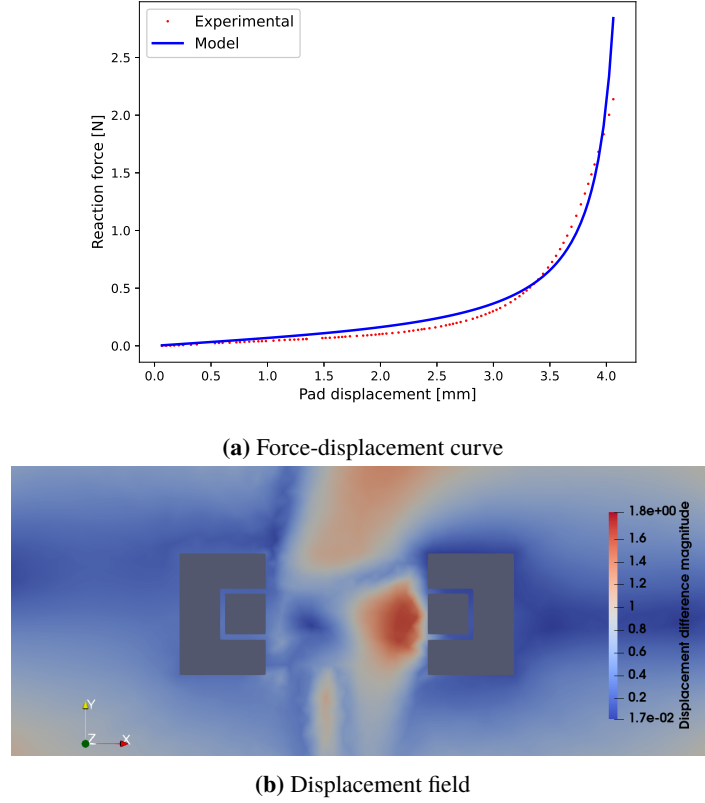 Experimental
Model
2.5
2.0
1.5
1.0
0.5
0.0
Reaction force [N]
0.0 0.5 1.0 1.5 2.0 2.5 3.0 3.5 4.0
Pad displacement [mm]
(a) Force-displacement curve
1.8e+00
1.6
1.4
1.2
1
0.8
0.6
0.4
0.2
1.7e-02
Displacement difference magnitude
Y
Z X
(b) Displacement field